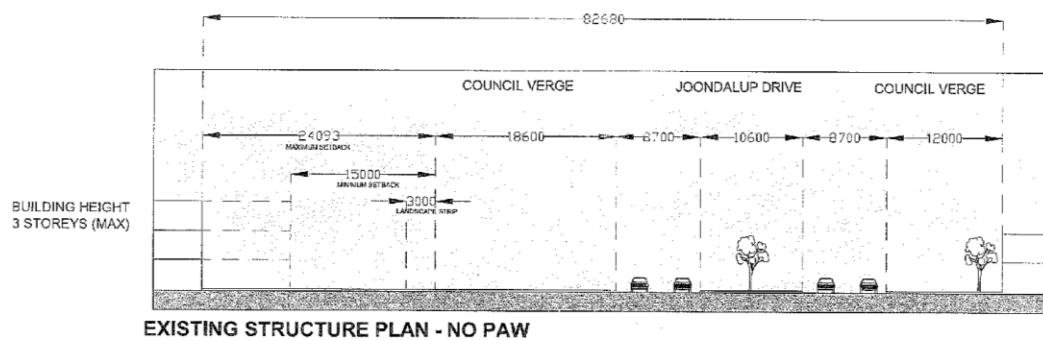 82680
COUNCIL VERGE JOONDALUP DRIVE COUNCIL VERGE
24093 18600 8700 10600 8700 12000
MAXIMUM SETBACK
15000
MINIMUM SETBACK
BUILDING HEIGHT
3 STOREYS (MAX)
3000
LANDSCAPE STRIP
EXISTING STRUCTURE PLAN - NO PAW